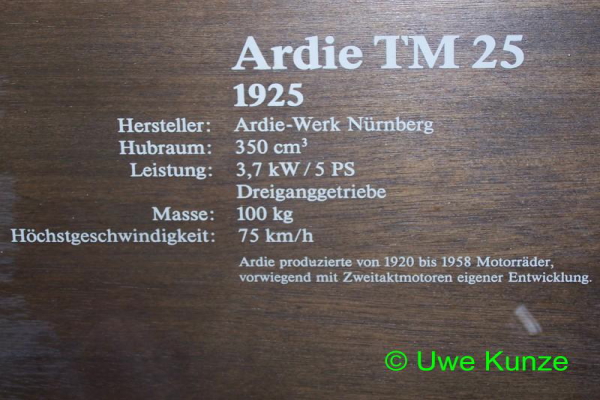 Ardie TM 25
1925
Hersteller: Ardie-Werk Nürnberg
Hubraum: 350 cm³
Leistung: 3,7 kW/5 PS
Dreiganggetriebe
Masse: 100 kg
Höchstgeschwindigkeit: 75 km/h
Ardie produzierte von 1920 bis 1958 Motorräder,
vorwiegend mit Zweitaktmotoren eigener Entwicklung.
© Uwe Kunze